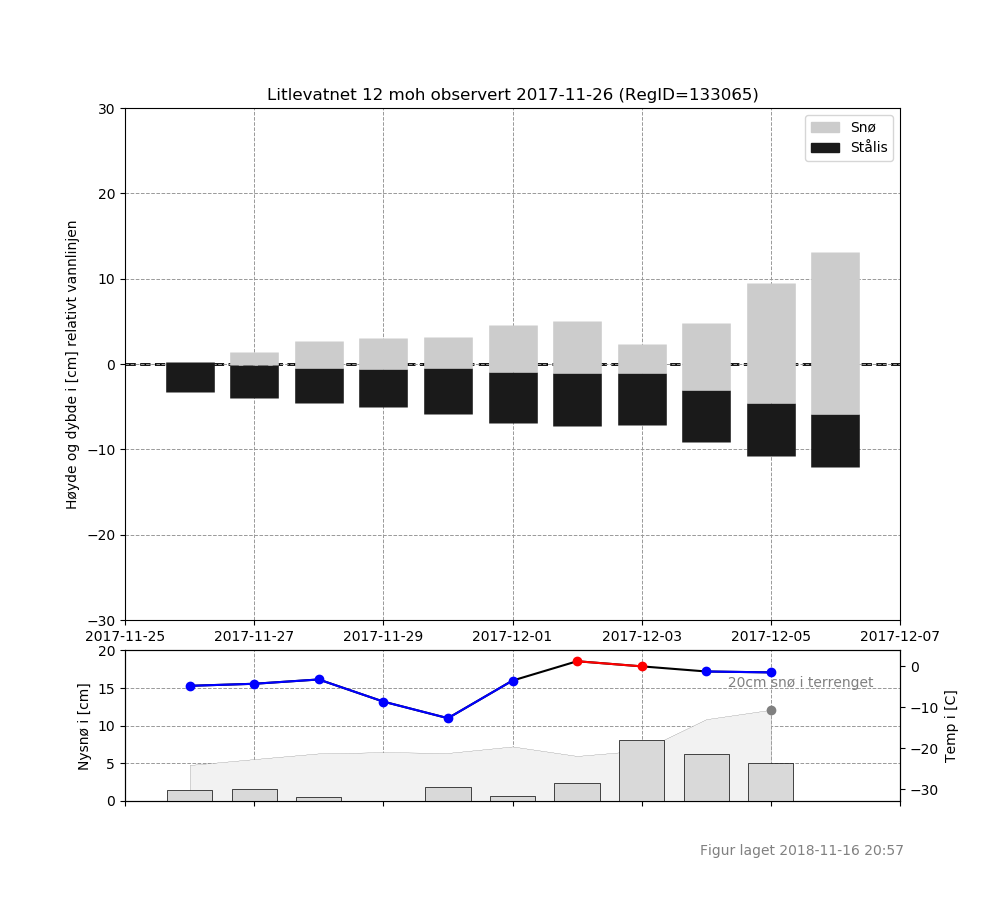 Litlevatnet 12 moh observert 2017-11-26 (RegID=133065)
Høyde og dybde i [cm] relativt vannlinjen
30
20
10
0
−10
−20
−30
Snø
Stålis
2017-11-25 2017-11-27 2017-11-29 2017-12-01 2017-12-03 2017-12-05 2017-12-07
Nysnø i [cm]
20
15
10
5
0
20cm snø i terrenget
0
−10
−20
−30
Temp i [C]
Figur laget 2018-11-16 20:57